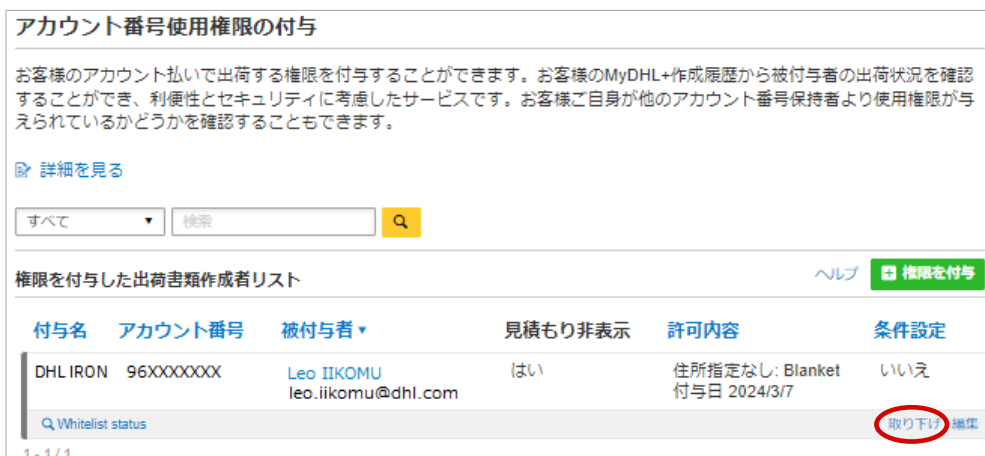 アカウント番号使用権限の付与
お客様のアカウント払いで出荷する権限を付与することができます。お客様のMyDHL+作成履歴から被付与者の出荷状況を確認
することができ、利便性とセキュリティに考慮したサービスです。お客様ご自身が他のアカウント番号保持者より使用権限が与
えられているかどうかを確認することもできます。
詳細を見る
すべて 検索
権限を付与した出荷書類作成者リスト ヘルプ 権限を付与
付与名 アカウント番号 被付与者 見積もり非表示 許可内容 条件設定
DHL IRON 96XXXXXXX Leo IIKOMU はい 住所指定なし: Blanket いいえ
leo.iikomu@dhl.com 付与日 2024/3/7
Whitelist status 取り下げ 編集
1 - 1 / 1